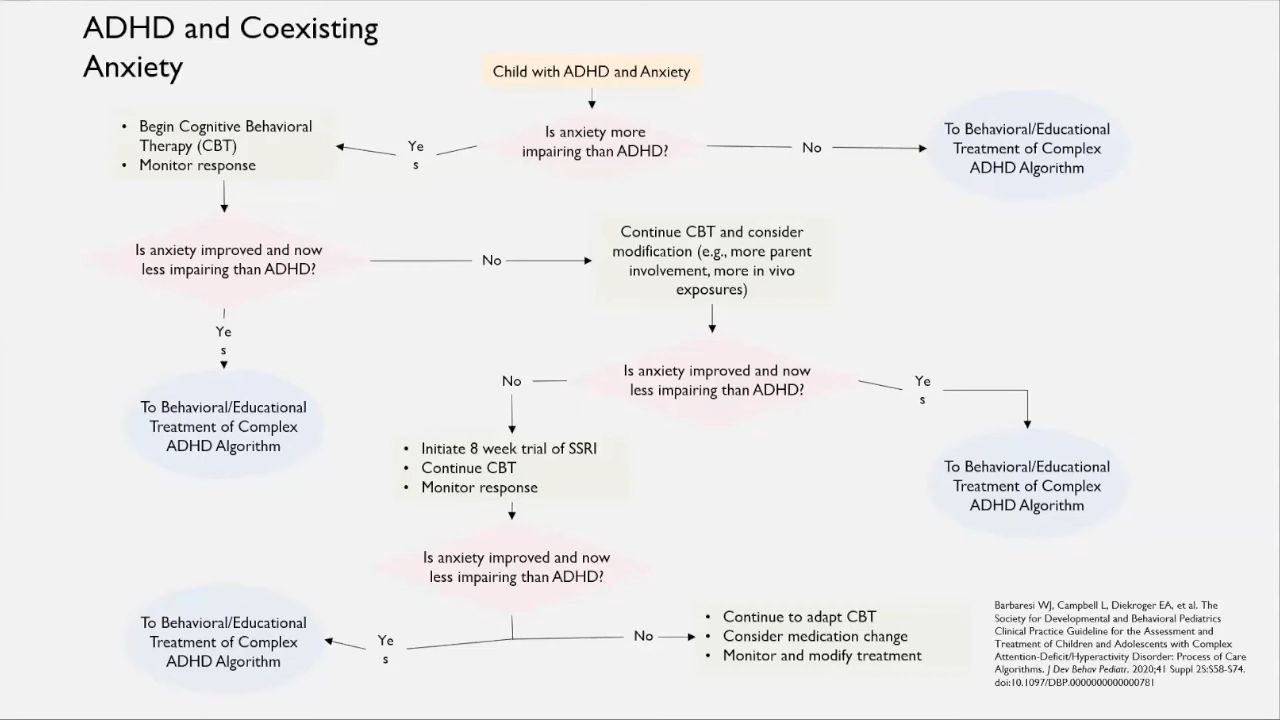 ADHD and Coexisting
Anxiety
Child with ADHD and Anxiety
Is anxiety more
impairing than ADHD?
Ye
s
No
• Begin Cognitive Behavioral
Therapy (CBT)
• Monitor response
To Behavioral/Educational
Treatment of Complex
ADHD Algorithm
Is anxiety improved and now
less impairing than ADHD?
No
Continue CBT and consider
modification (e.g., more parent
involvement, more in vivo
exposures)
Ye
s
To Behavioral/Educational
Treatment of Complex
ADHD Algorithm
Is anxiety improved and now
less impairing than ADHD?
No
Ye
s
• Initiate 8 week trial of SSRI
• Continue CBT
• Monitor response
To Behavioral/Educational
Treatment of Complex
ADHD Algorithm
Is anxiety improved and now
less impairing than ADHD?
Ye
s
No
To Behavioral/Educational
Treatment of Complex
ADHD Algorithm
• Continue to adapt CBT
• Consider medication change
• Monitor and modify treatment
Barbaresi WJ, Campbell L, Diekroger EA, et al. The
Society for Developmental and Behavioral Pediatrics
Clinical Practice Guideline for the Assessment and
Treatment of Children and Adolescents with Complex
Attention-Deficit/Hyperactivity Disorder: Process of Care
Algorithms. J Dev Behav Pediatr. 2020;41 Suppl 2S:S58-S74.
doi:10.1097/DBP.0000000000000781